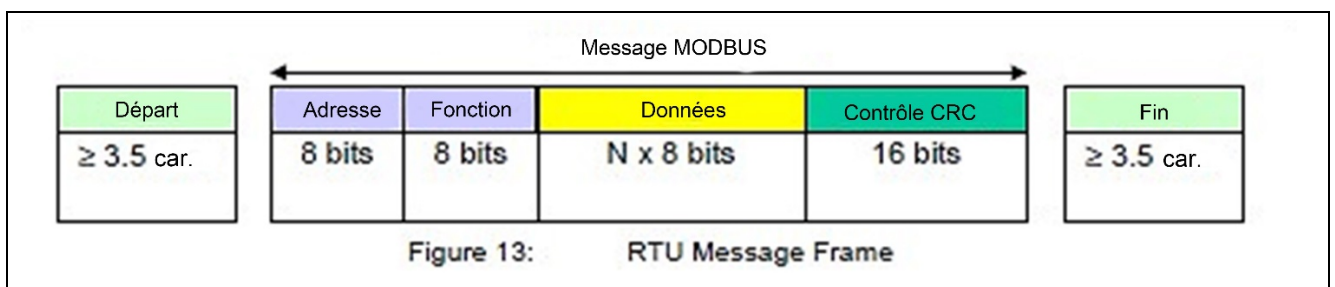 Message MODBUS
Départ Adresse Fonction Données Contrôle CRC Fin
≥ 3.5 car. 8 bits 8 bits N x 8 bits 16 bits ≥ 3.5 car.
Figure 13: RTU Message Frame